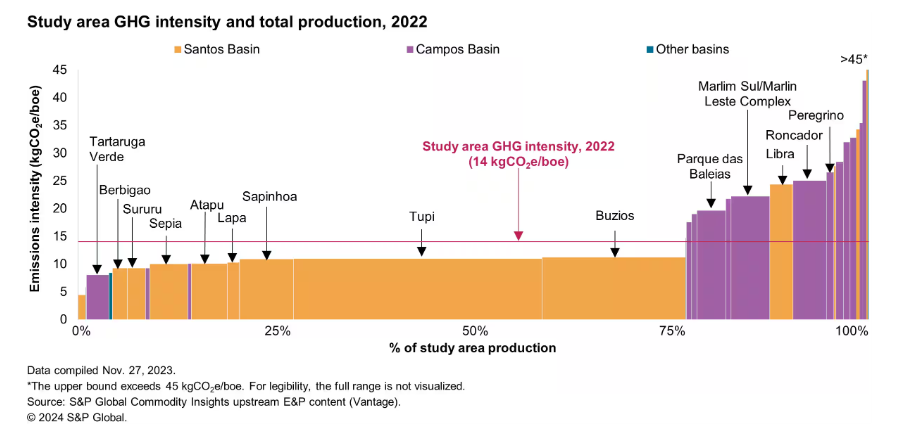 Study area GHG intensity and total production, 2022
Santos Basin
Campos Basin
Other basins
Emissions intensity (kgCO₂e/boe)
45
40
35
30
25
20
15
10
5
0
>45*
Tartaruga
Verde
Berbigao
Sururu
Sepia
Atapu
Lapa
Sapinhoa
Tupi
Study area GHG intensity, 2022
(14 kgCO₂e/boe)
Buzios
Parque das
Baleias
Marlim Sul/Marlin
Leste Complex
Libra
Roncador
Peregrino
0%
25%
50%
75%
100%
% of study area production
Data compiled Nov. 27, 2023.
*The upper bound exceeds 45 kgCO₂e/boe. For legibility, the full range is not visualized.
Source: S&P Global Commodity Insights upstream E&P content (Vantage).
© 2024 S&P Global.